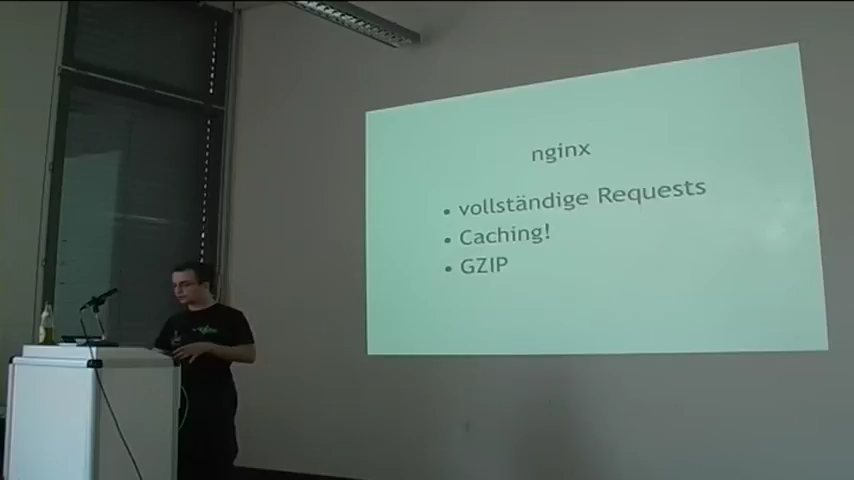 nginx
• vollständige Requests
• Caching!
• GZIP